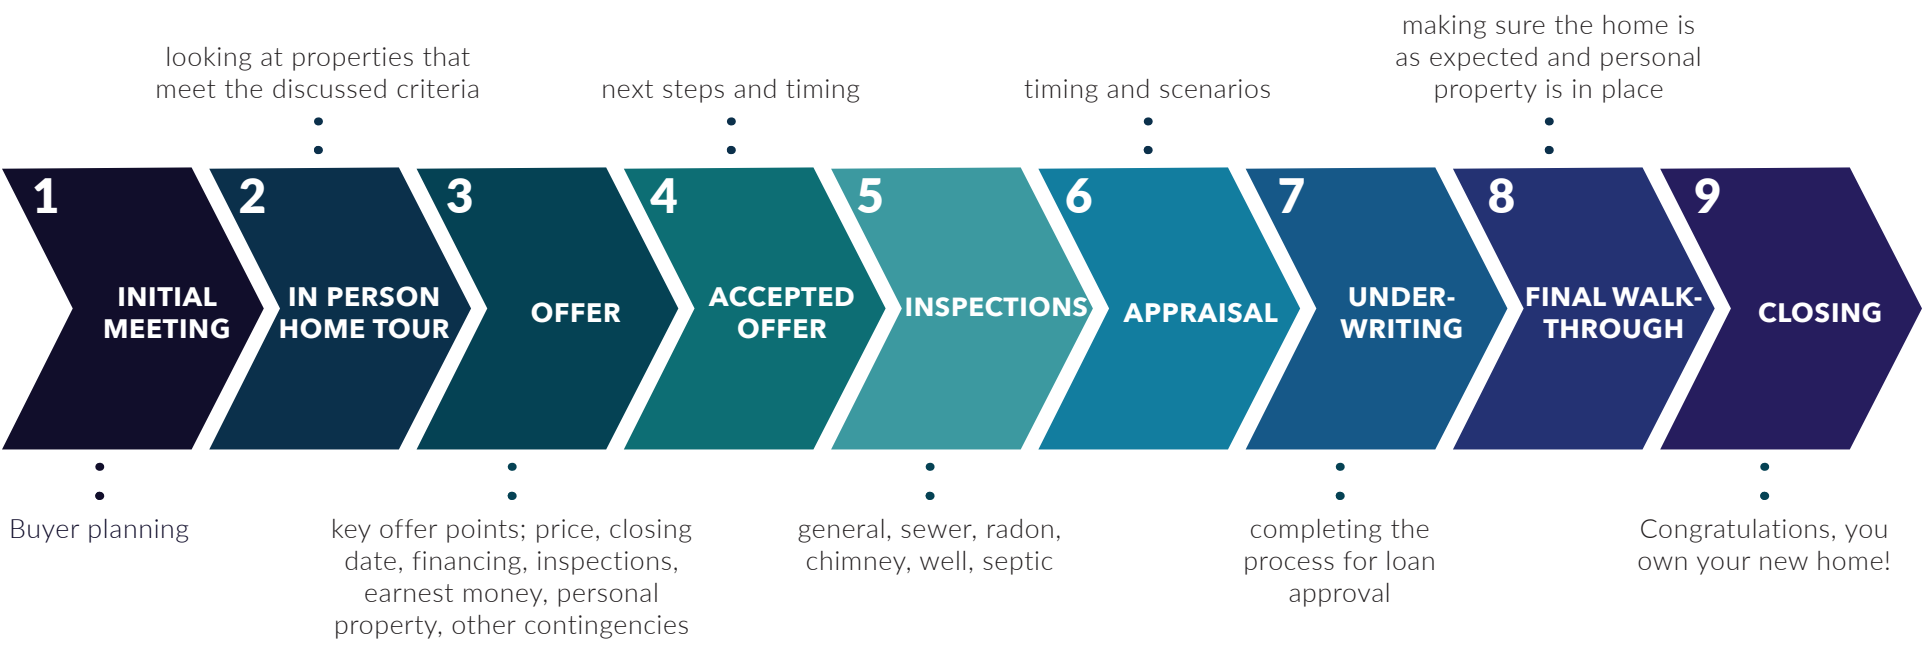 looking at properties that
meet the discussed criteria
next steps and timing
timing and scenarios
making sure the home is
as expected and personal
property is in place
1
INITIAL
MEETING
2
IN PERSON
HOME TOUR
3
OFFER
4
ACCEPTED
OFFER
5
INSPECTIONS
6
APPRAISAL
7
UNDER-
WRITING
8
FINAL WALK-
THROUGH
9
CLOSING
Buyer planning
key offer points; price, closing
date, financing, inspections,
earnest money, personal
property, other contingencies
general, sewer, radon,
chimney, well, septic
completing the
process for loan
approval
Congratulations, you
own your new home!